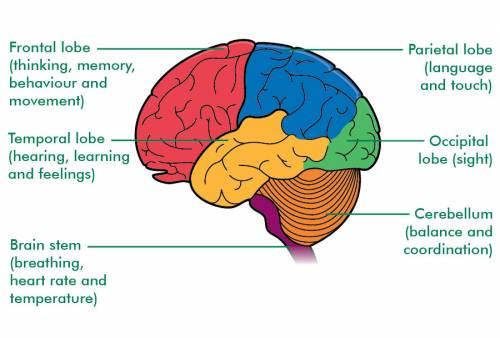 Frontal lobe
(thinking, memory,
behaviour and
movement)
Temporal lobe
(hearing, learning
and feelings)
Brain stem
(breathing,
heart rate and
temperature)
Parietal lobe
(language
and touch)
Occipital
lobe (sight)
Cerebellum
(balance and
coordination)